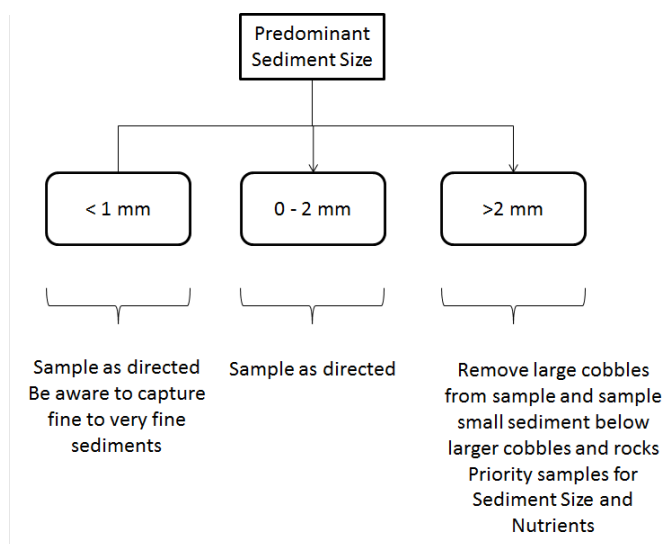 Predominant
Sediment Size
< 1 mm
0 - 2 mm
>2 mm
Sample as directed
Be aware to capture
fine to very fine
sediments
Sample as directed
Remove large cobbles
from sample and sample
small sediment below
larger cobbles and rocks
Priority samples for
Sediment Size and
Nutrients